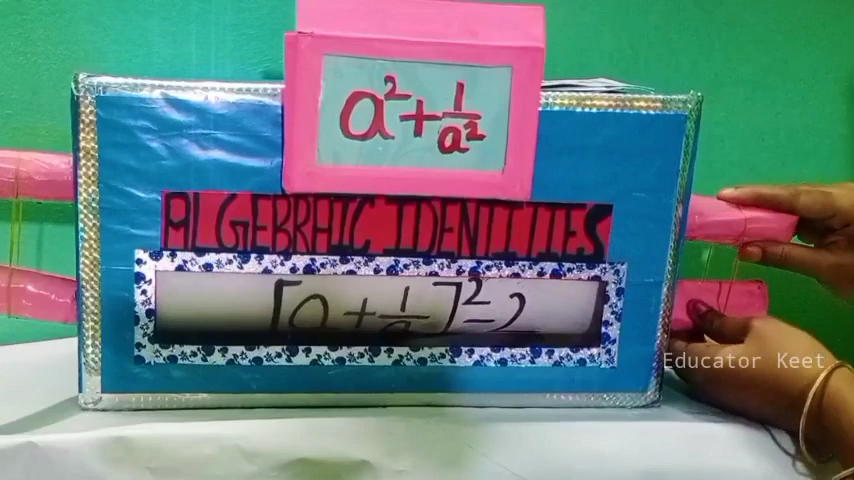 a² + 1/a²
ALGEBRAIC IDENTITIES
[a + 1/a]² - 2
Educator Keet